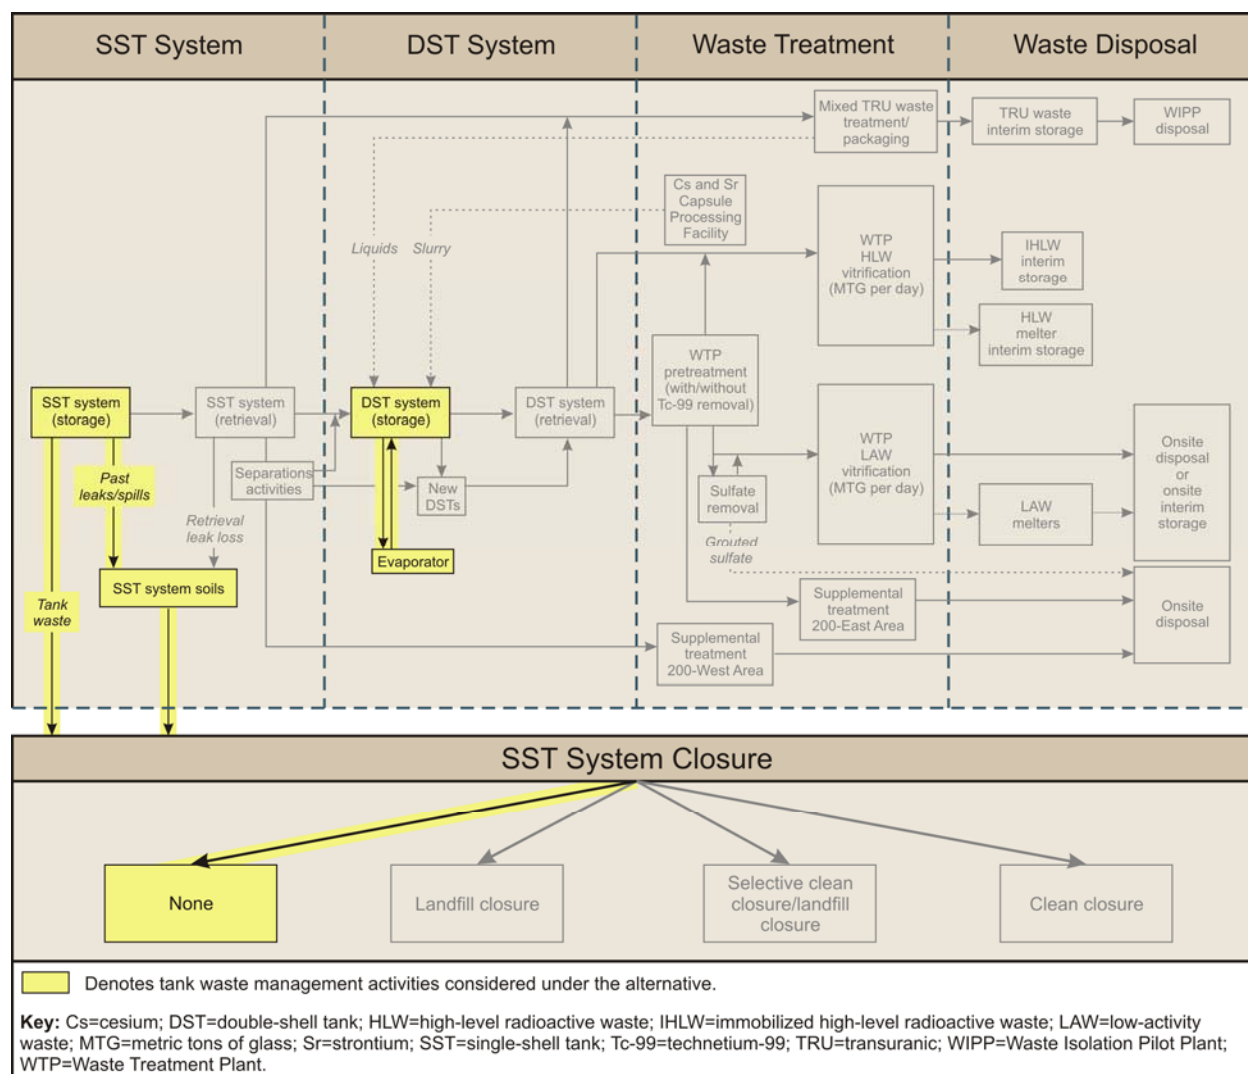 SST System
DST System
Waste Treatment
Waste Disposal
Mixed TRU waste
treatment/
packaging
TRU waste
interim storage
WIPP
disposal
Cs and Sr
Capsule
Processing
Facility
Liquids
Slurry
WTP
HLW
vitrification
(MTG per day)
IHLW
interim
storage
HLW
melter
interim storage
WTP
pretreatment
(with/without
Tc-99 removal)
SST system
(storage)
SST system
(retrieval)
DST system
(storage)
DST system
(retrieval)
Past
leaks/spills
Separations
activities
New
DSTs
Sulfate
removal
WTP
LAW
vitrification
(MTG per day)
LAW
melters
Onsite
disposal
or
onsite
interim
storage
Retrieval
leak loss
Grouted
sulfate
Evaporator
SST system soils
Tank
waste
Supplemental
treatment
200-East Area
Onsite
disposal
Supplemental
treatment
200-West Area
SST System Closure
None
Landfill closure
Selective clean
closure/landfill
closure
Clean closure
Denotes tank waste management activities considered under the alternative.
Key: Cs=cesium; DST=double-shell tank; HLW=high-level radioactive waste; IHLW=immobilized high-level radioactive waste; LAW=low-activity
waste; MTG=metric tons of glass; Sr=strontium; SST=single-shell tank; Tc-99=technetium-99; TRU=transuranic; WIPP=Waste Isolation Pilot Plant;
WTP=Waste Treatment Plant.